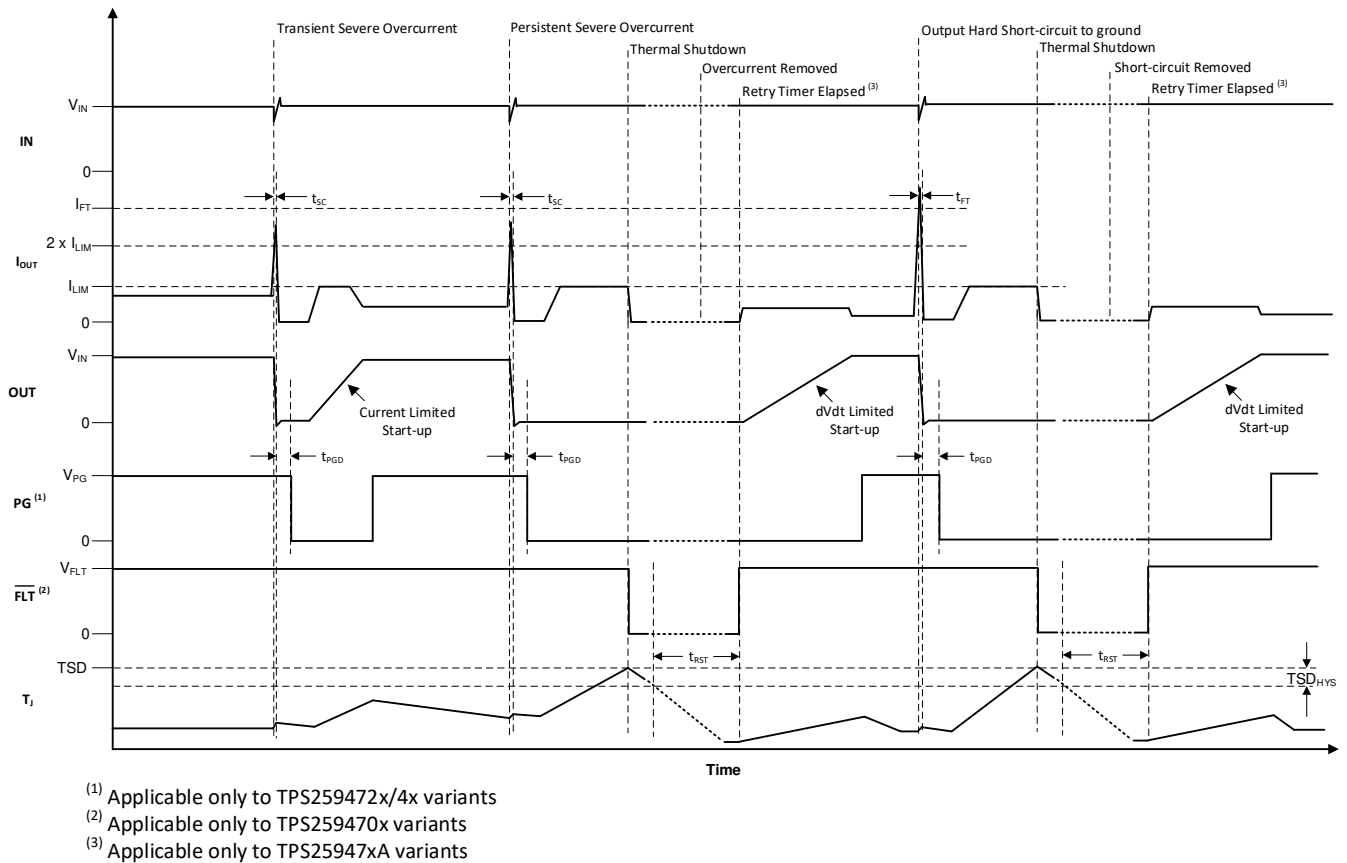 Transient Severe Overcurrent
Persistent Severe Overcurrent
Output Hard Short-circuit to ground
Thermal Shutdown
Thermal Shutdown
Overcurrent Removed
Short-circuit Removed
Retry Timer Elapsed (3)
Retry Timer Elapsed (3)
VIN
IN
0
IFT
tSC
tSC
tFT
2 x ILIM
IOUT
ILIM
0
VIN
OUT
0
Current Limited
Start-up
dVdt Limited
Start-up
dVdt Limited
Start-up
tPGD
tPGD
tPGD
VPG
PG (1)
0
VFLT
FLT (2)
0
TSD
tRST
tRST
TSDHYS
TJ
Time
(1) Applicable only to TPS259472x/4x variants
(2) Applicable only to TPS259470x variants
(3) Applicable only to TPS25947xA variants